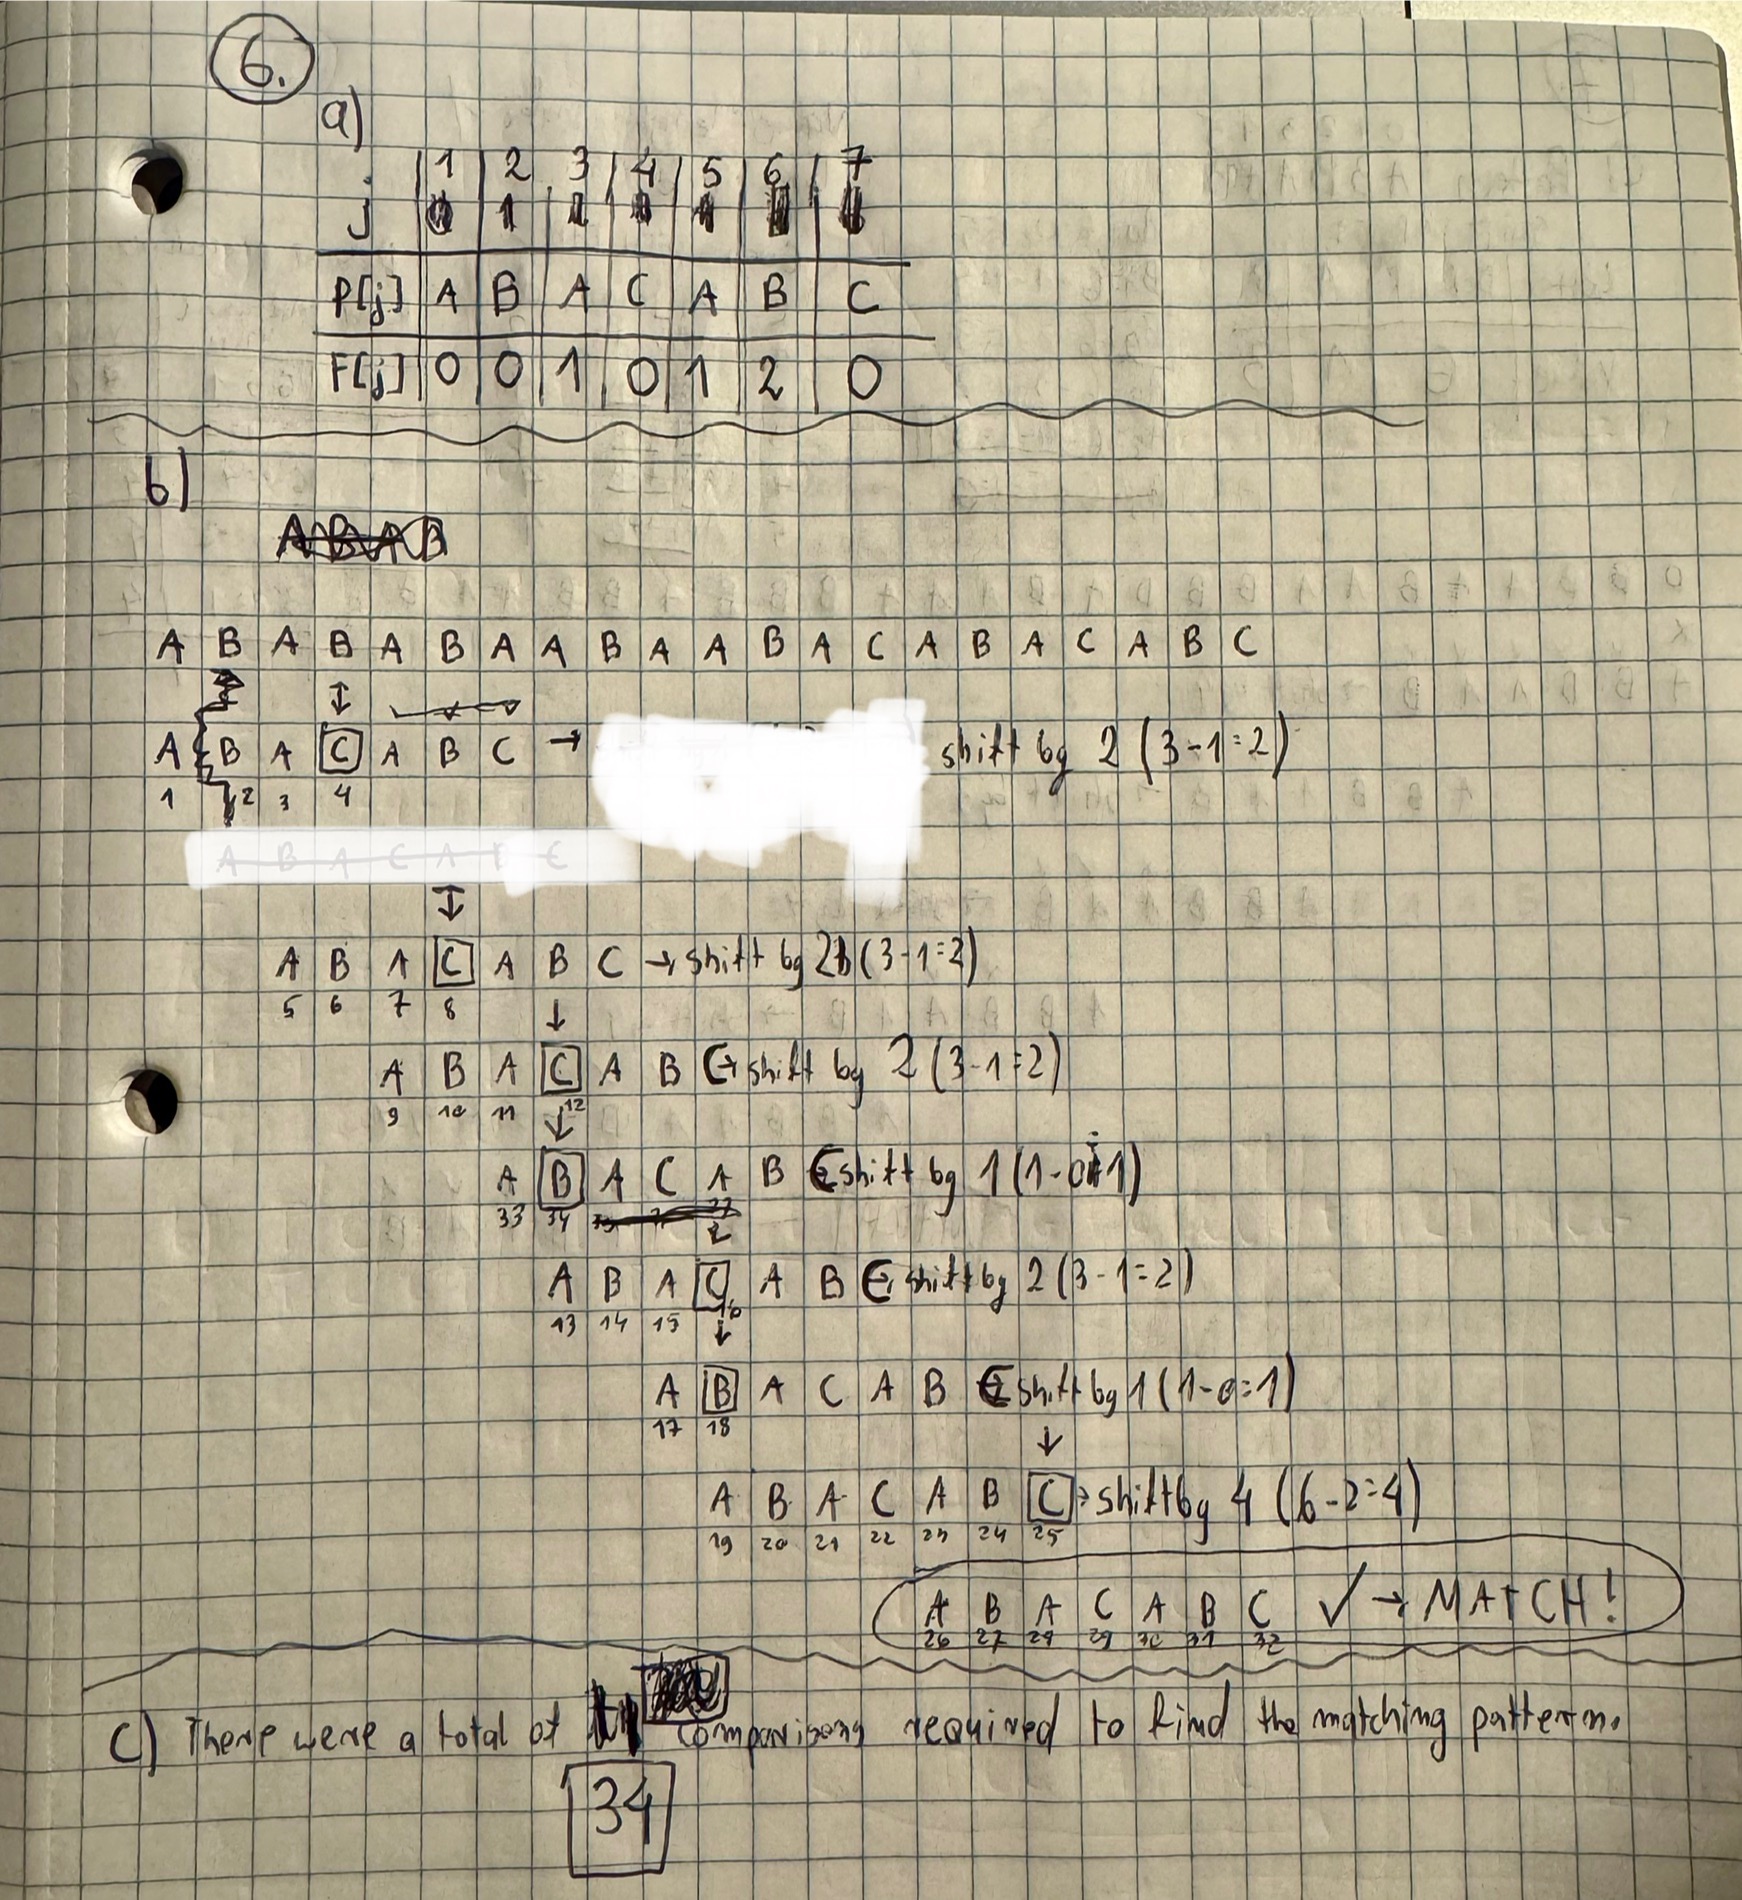 6.
a)
1 2 3 4 5 6 7
j
P[j] A B A C A B C
F[j] 0 0 1 0 1 2 0
b)
A B A B
A B A B A B A A B A A B A C A B A C A B C
A B A C A B C → shift by 2 (3-1=2)
1 2 3 4
A B A C A B C
A B A C A B C → shift by 2 (3-1=2)
5 6 7 8
A B A C A B C → shift by 2 (3-1=2)
9 10 11 12
A B A C A B C → shift by 1 (1-0=1)
33 34
A B A C A B C → shift by 2 (3-1=2)
13 14 15 16
A B A C A B C → shift by 1 (1-0=1)
17 18
A B A C A B C → shift by 4 (6-2=4)
19 20 21 22 23 24 25
A B A C A B C ✓ → MATCH!
26 27 28 29 30 31 32
C) There were a total of comparisons required to find the matching pattern.
34